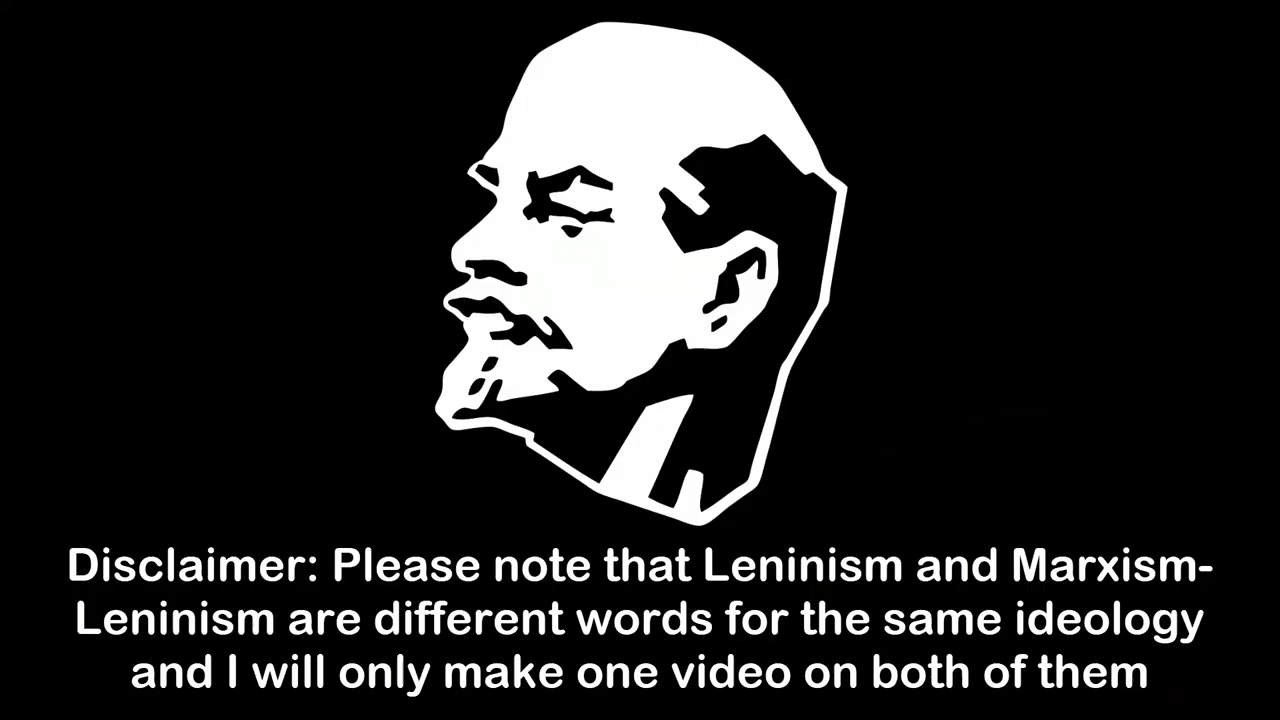 Disclaimer: Please note that Leninism and Marxism-
Leninism are different words for the same ideology
and I will only make one video on both of them